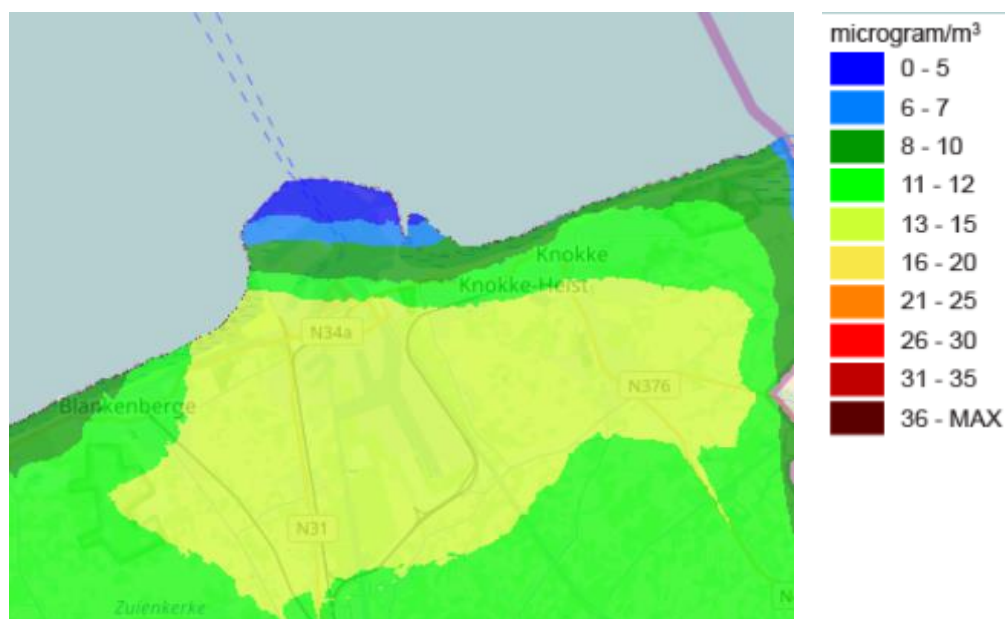 microgram/m³
0 - 5
6 - 7
8 - 10
11 - 12
13 - 15
16 - 20
21 - 25
26 - 30
31 - 35
36 - MAX
Knokke
Knokke-Heist
N34a
N376
Blankenberge
N31
Zuienkerke